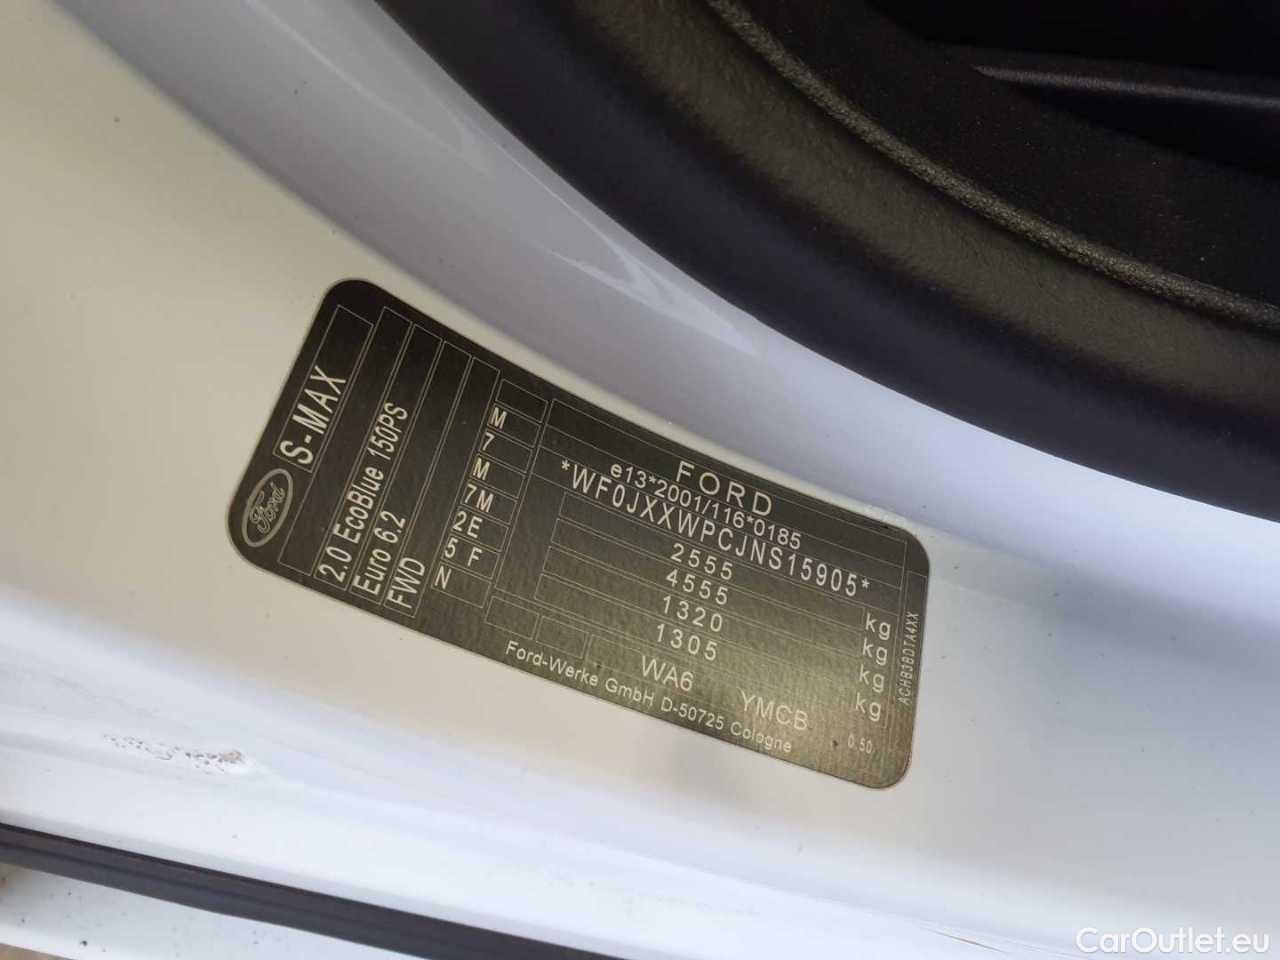 Ford
S-MAX
2.0 EcoBlue 150PS
Euro 6.2
FWD
M
7
M
7M
2E
5 F
N
FORD
e13*2001/116*0185
*WF0JXXWPCJNS15905*
2555 kg
4555 kg
1320 kg
1305 kg
WA6 YMCB 0.50
Ford-Werke GmbH D-50725 Cologne
ACHB3BDTA4XX
CarOutlet.eu